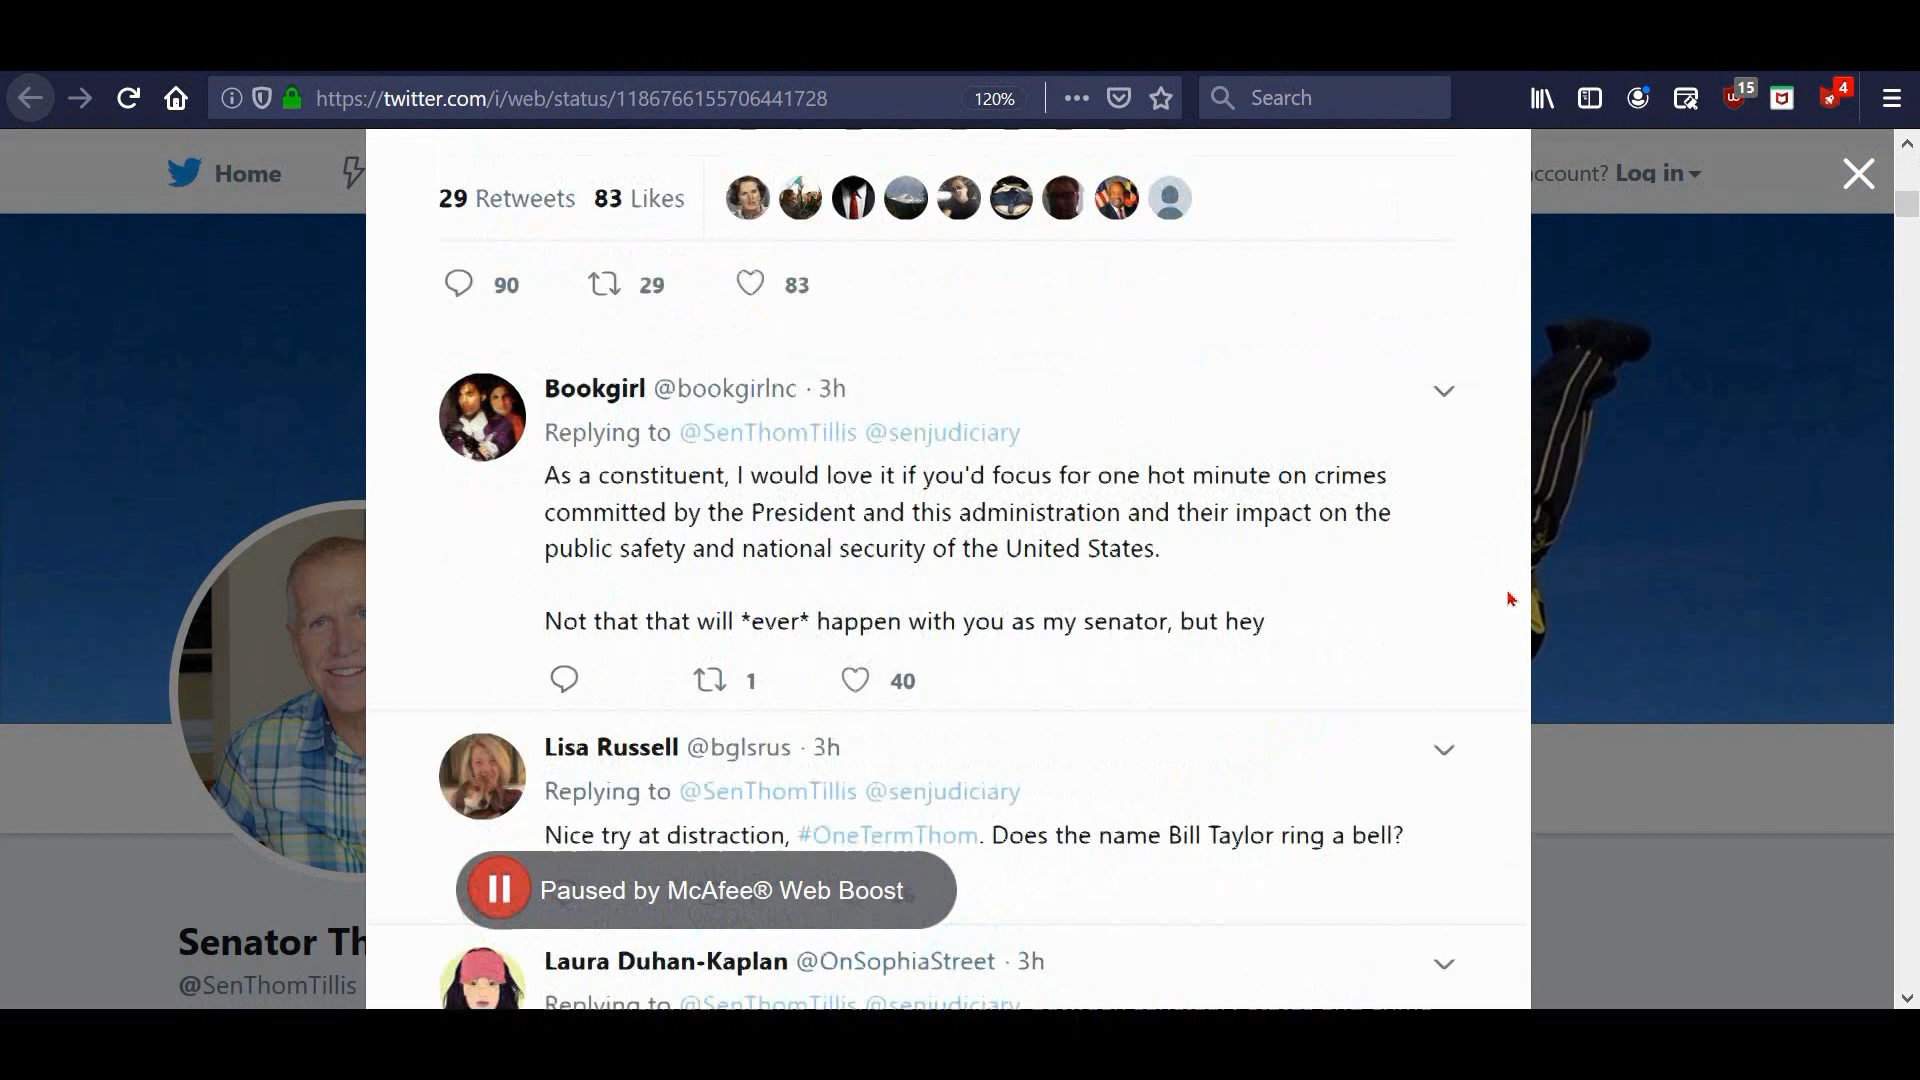 https://twitter.com/i/web/status/1186766155706441728
120%
Search
15
4
Home
ccount? Log in
29 Retweets 83 Likes
90 29 83
Bookgirl @bookgirlnc · 3h
Replying to @SenThomTillis @senjudiciary
As a constituent, I would love it if you'd focus for one hot minute on crimes
committed by the President and this administration and their impact on the
public safety and national security of the United States.
Not that that will *ever* happen with you as my senator, but hey
1 40
Lisa Russell @bglsrus · 3h
Replying to @SenThomTillis @senjudiciary
Nice try at distraction, #OneTermThom. Does the name Bill Taylor ring a bell?
Paused by McAfee® Web Boost
Senator Th
@SenThomTillis
Laura Duhan-Kaplan @OnSophiaStreet · 3h
Replying to @SenThomTillis @senjudiciary